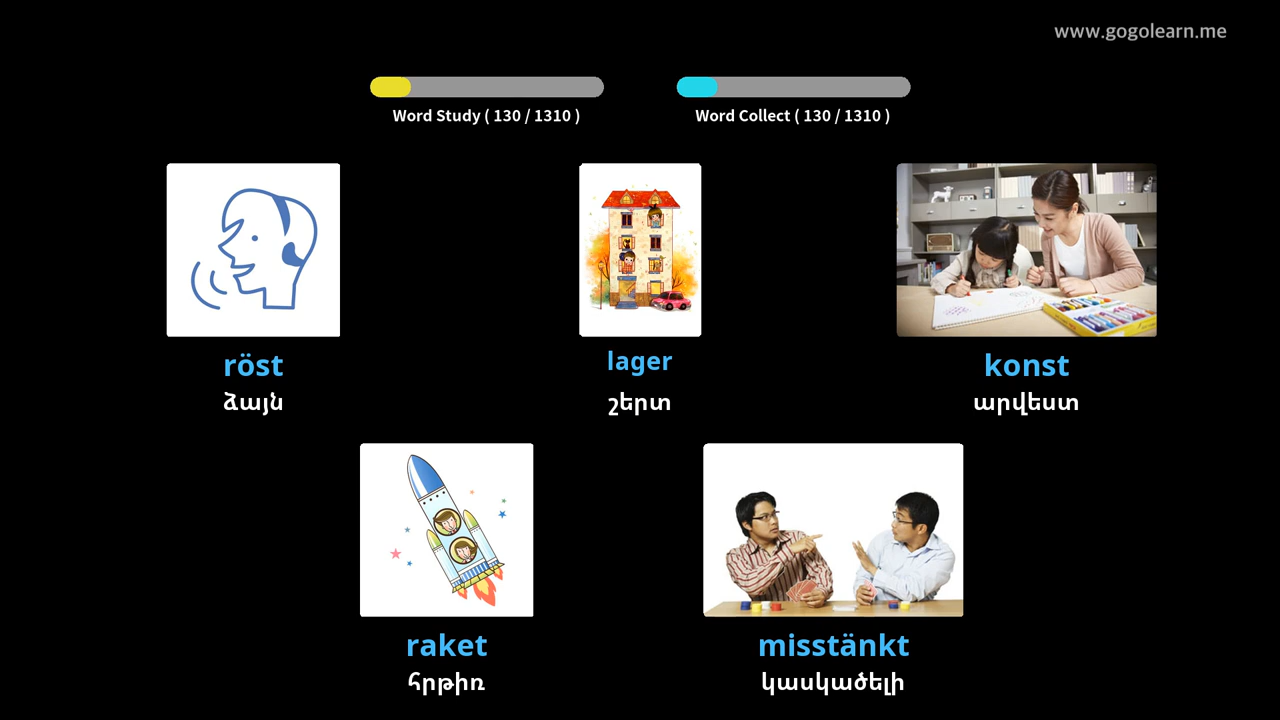 www.gogolearn.me
Word Study ( 130 / 1310 )
Word Collect ( 130 / 1310 )
röst
ձայն
lager
շերտ
konst
արվեստ
raket
հրթիռ
misstänkt
կասկածելի